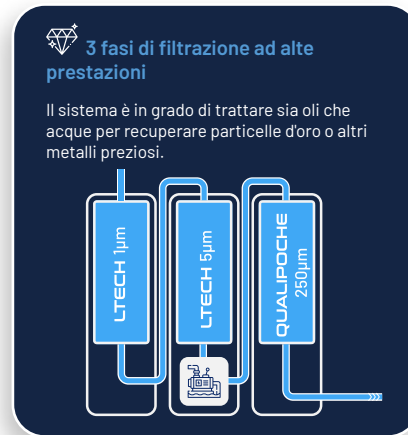 3 fasi di filtrazione ad alte
prestazioni
Il sistema è in grado di trattare sia oli che
acque per recuperare particelle d'oro o altri
metalli preziosi.
LTECH 1µm
LTECH 5µm
QUALIPOCHE
250µm